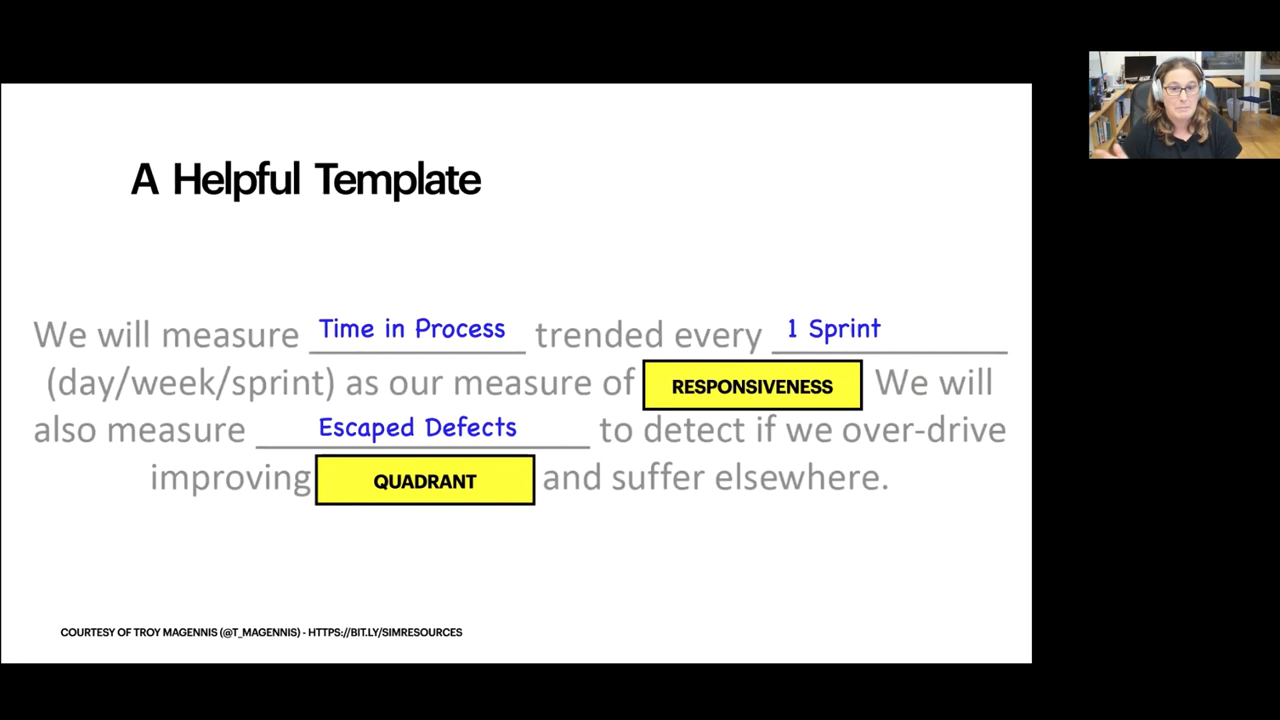 A Helpful Template
We will measure Time in Process trended every 1 Sprint
(day/week/sprint) as our measure of RESPONSIVENESS We will
also measure Escaped Defects to detect if we over-drive
improving QUADRANT and suffer elsewhere.
COURTESY OF TROY MAGENNIS (@T_MAGENNIS) - HTTPS://BIT.LY/SIMRESOURCES